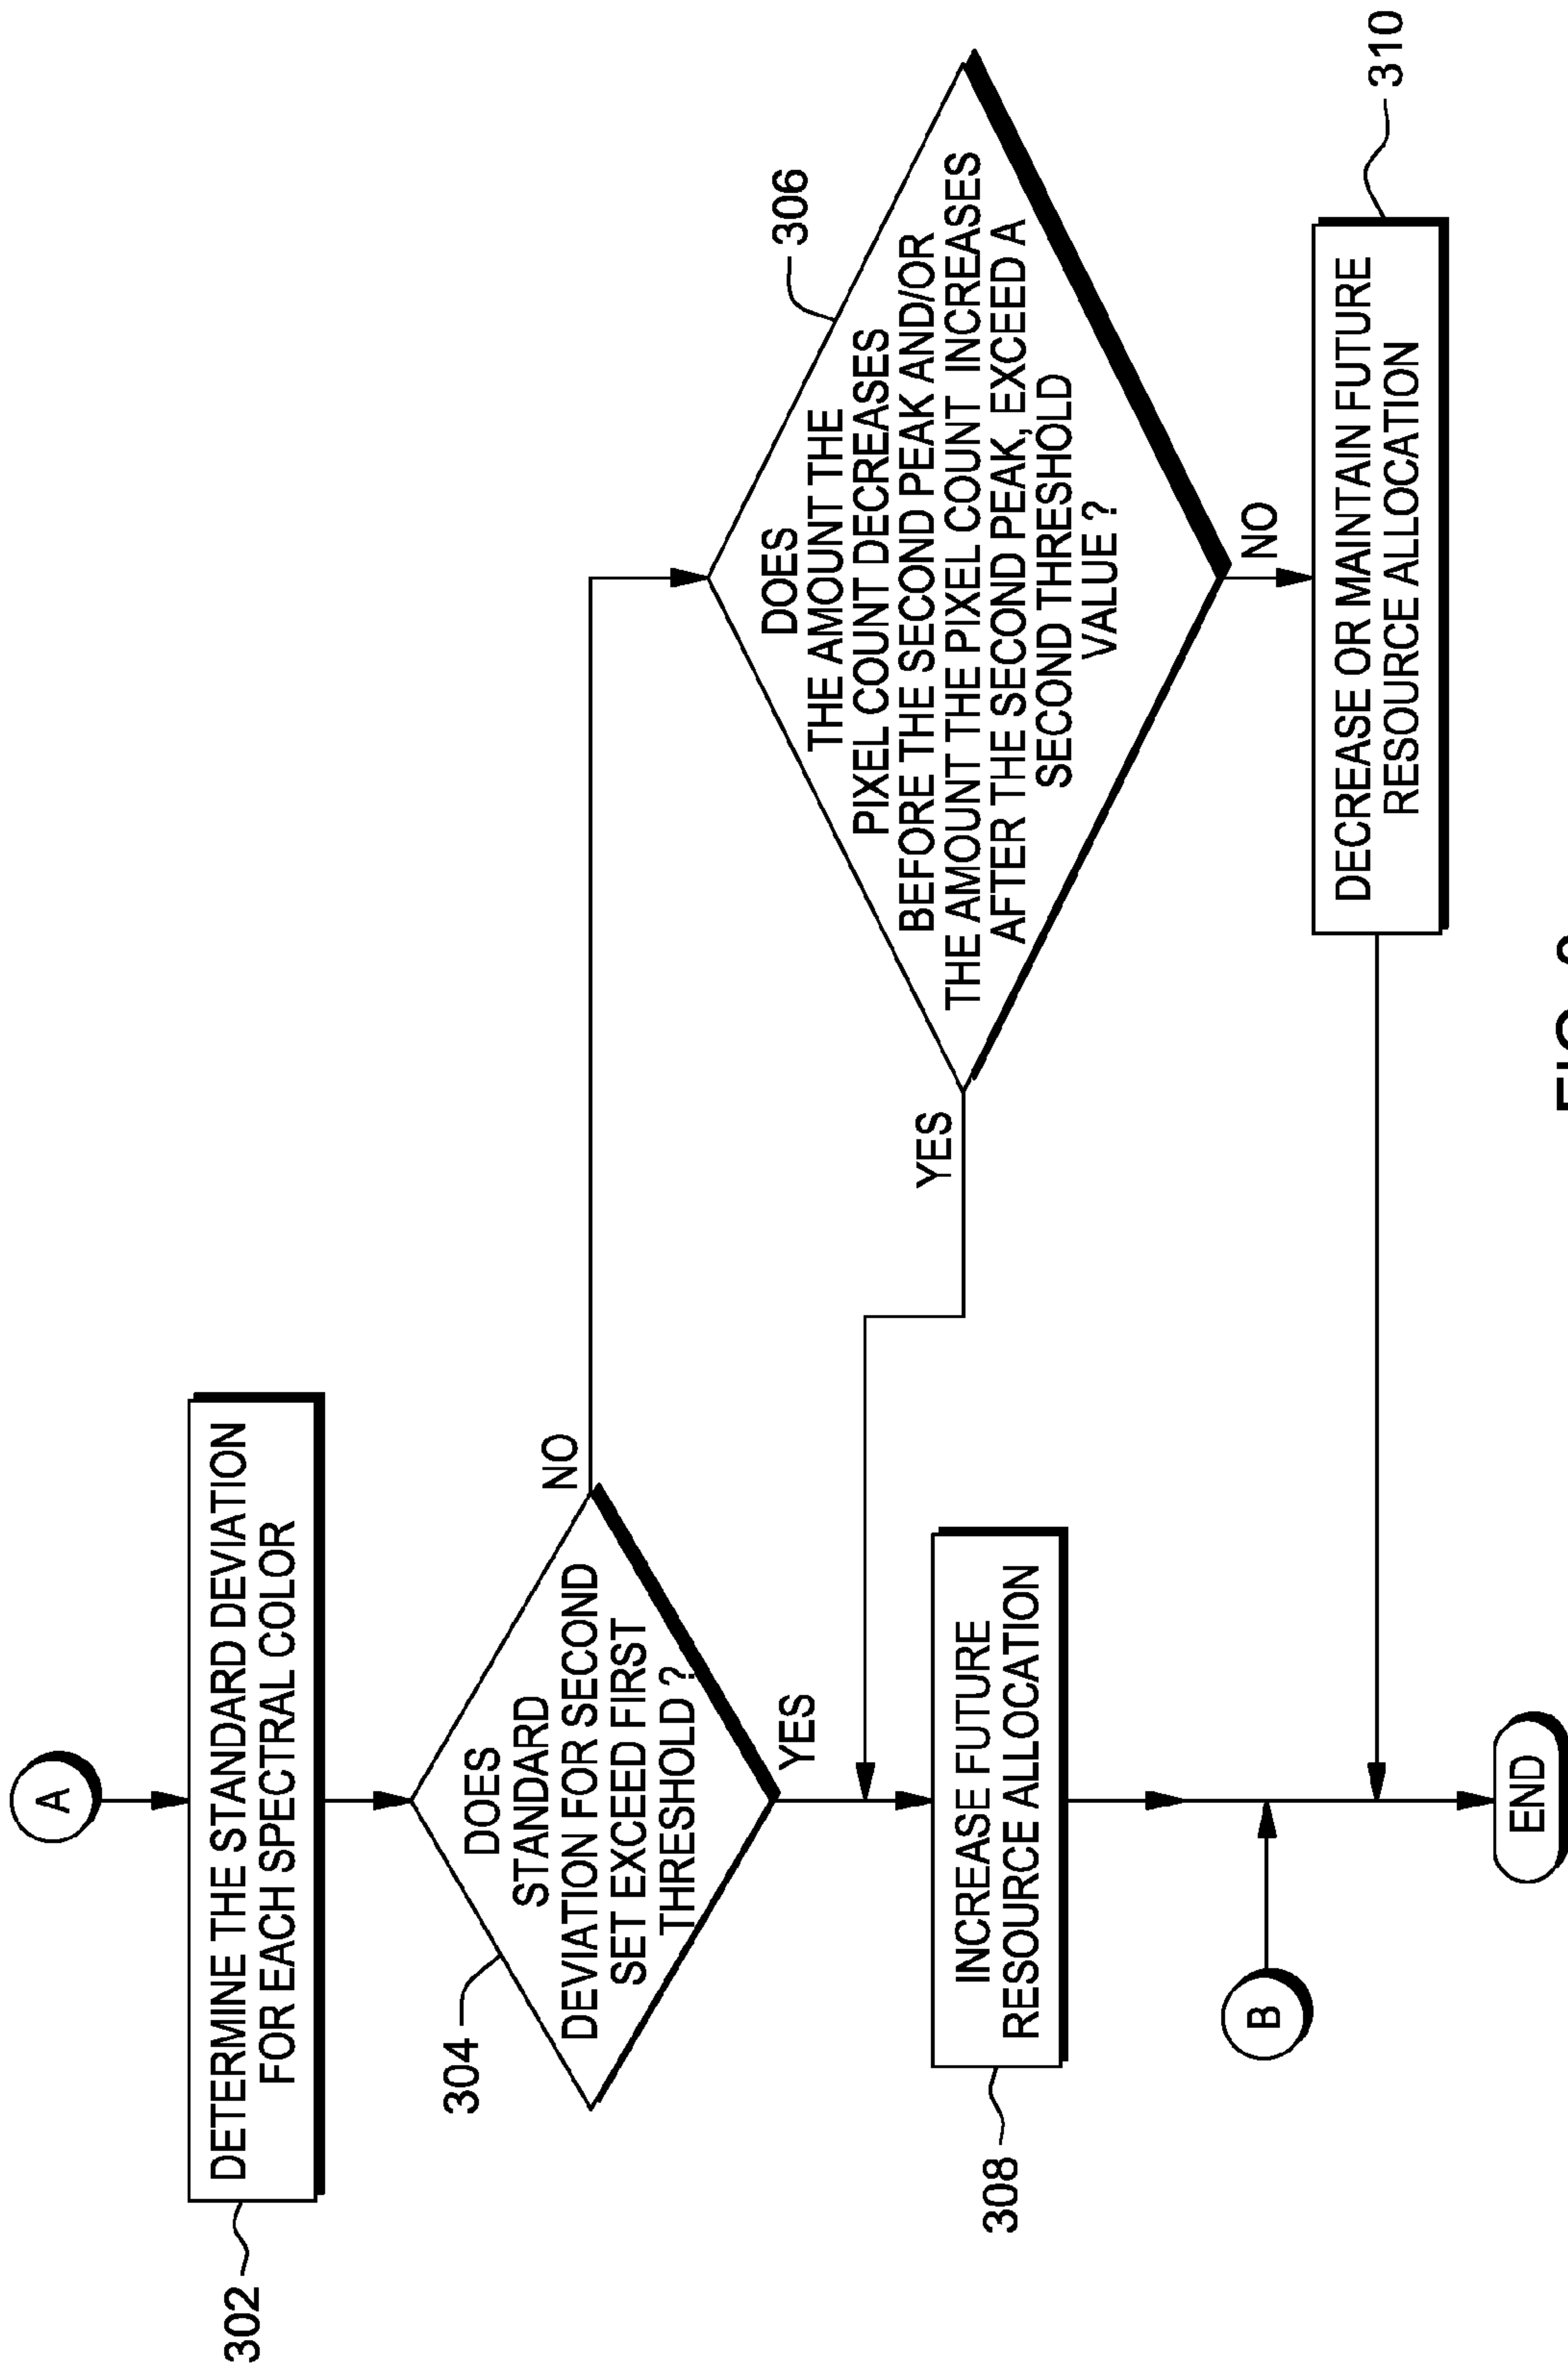 A
302
DETERMINE THE STANDARD DEVIATION
FOR EACH SPECTRAL COLOR
304
DOES
STANDARD
DEVIATION FOR SECOND
SET EXCEED FIRST
THRESHOLD ?
NO
YES
306
DOES
THE AMOUNT THE
PIXEL COUNT DECREASES
BEFORE THE SECOND PEAK AND/OR
THE AMOUNT THE PIXEL COUNT INCREASES
AFTER THE SECOND PEAK, EXCEED A
SECOND THRESHOLD
VALUE ?
YES
NO
308
INCREASE FUTURE
RESOURCE ALLOCATION
310
DECREASE OR MAINTAIN FUTURE
RESOURCE ALLOCATION
B
END